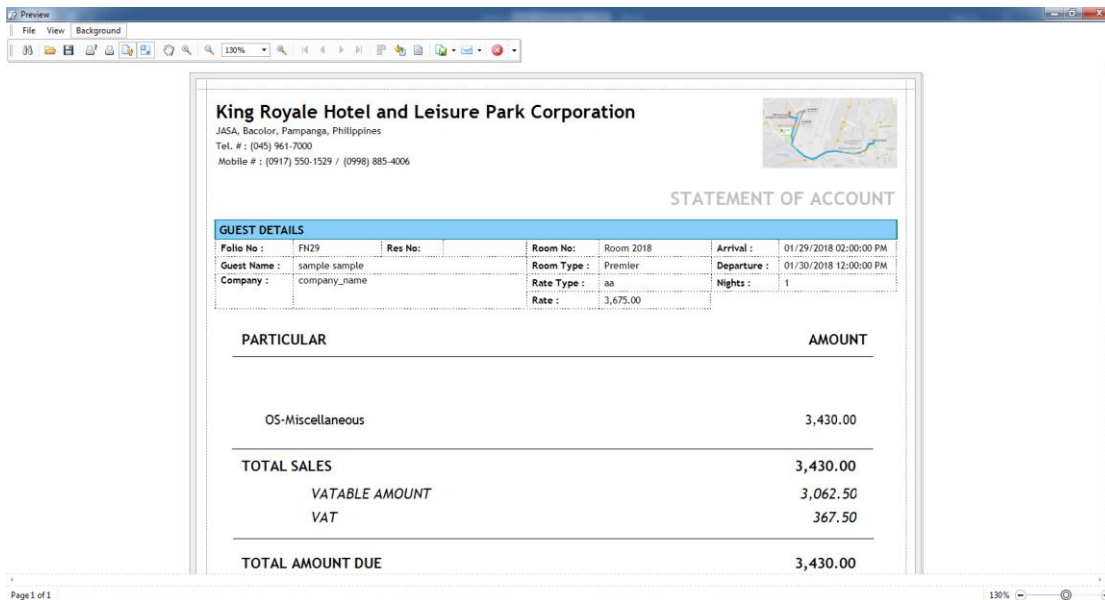 Preview
File View Background
130%
King Royale Hotel and Leisure Park Corporation
JASA, Bacolor, Pampanga, Philippines
Tel. # : (045) 961-7000
Mobile # : (0917) 550-1529 / (0998) 885-4006
STATEMENT OF ACCOUNT
GUEST DETAILS
Folio No : FN29 Res No: Room No: Room 2018 Arrival : 01/29/2018 02:00:00 PM
Guest Name : sample sample Room Type : Premier Departure : 01/30/2018 12:00:00 PM
Company : company_name Rate Type : aa Nights : 1
Rate : 3,675.00
PARTICULAR AMOUNT
OS-Miscellaneous 3,430.00
TOTAL SALES 3,430.00
VATABLE AMOUNT 3,062.50
VAT 367.50
TOTAL AMOUNT DUE 3,430.00
Page 1 of 1 130%